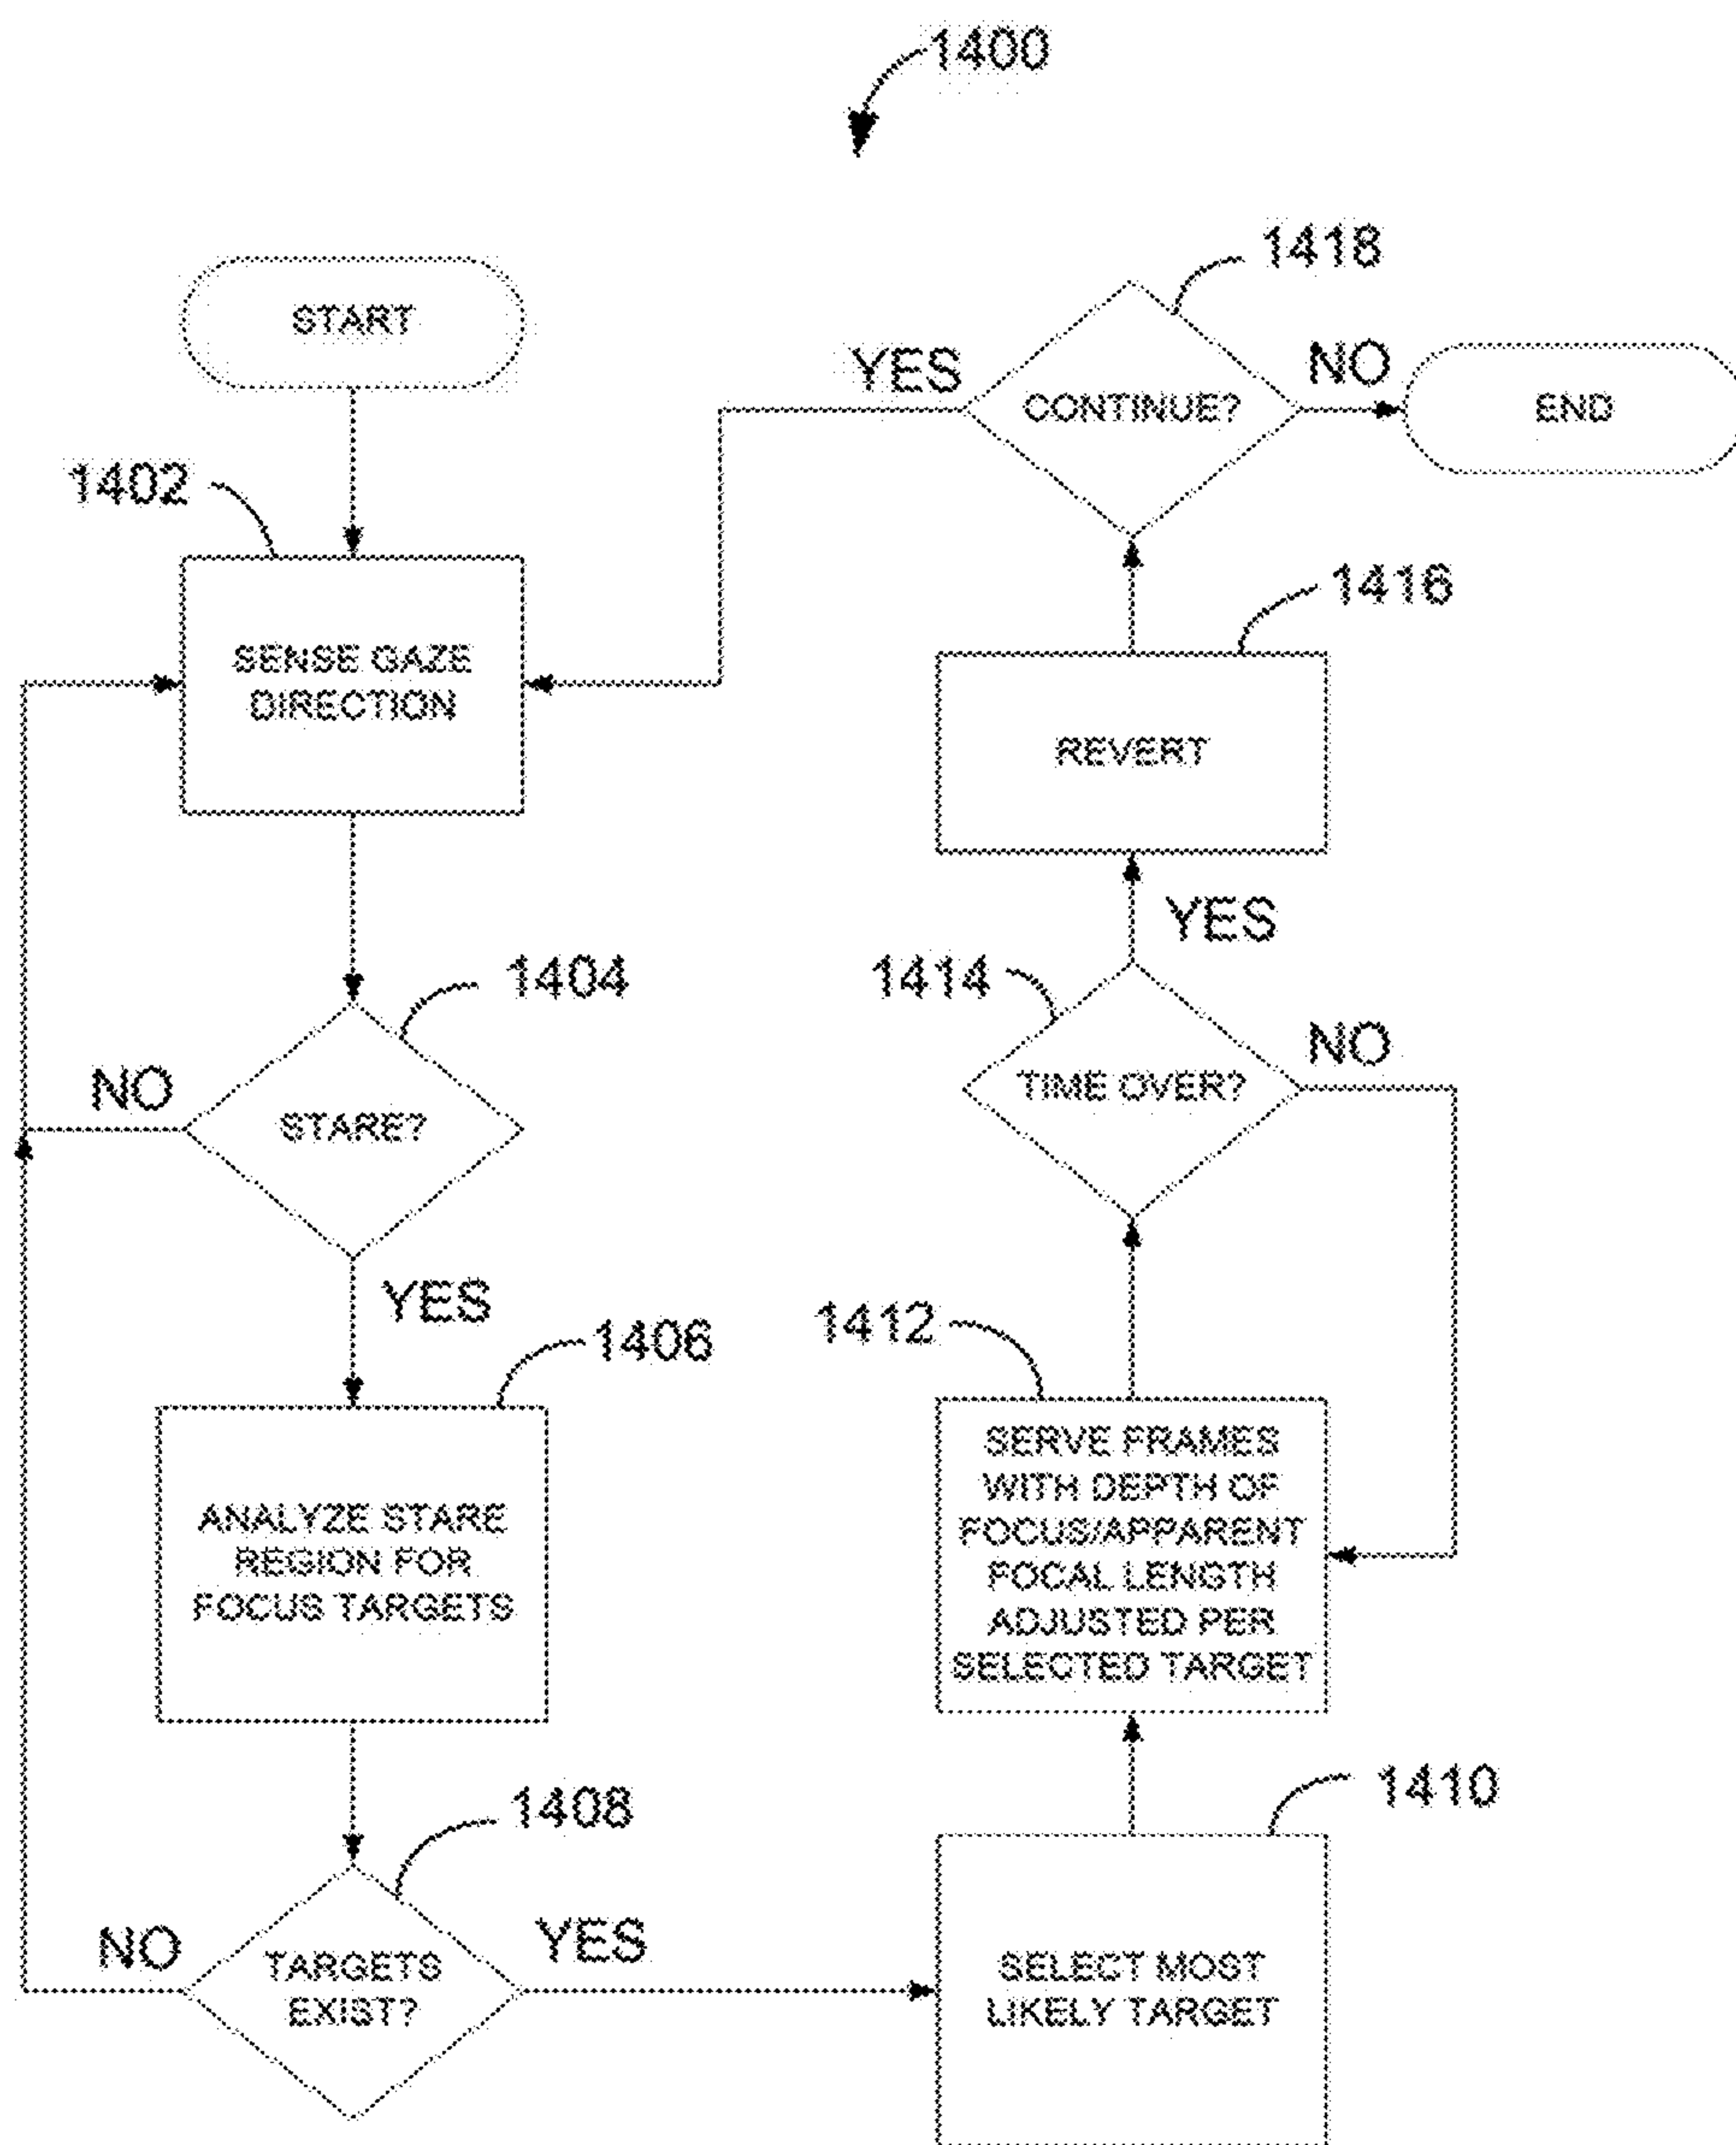 1400
START
1402
SENSE GAZE
DIRECTION
1404
STARE?
NO
YES
1406
ANALYZE STARE
REGION FOR
FOCUS TARGETS
1408
TARGETS
EXIST?
NO
YES
1410
SELECT MOST
LIKELY TARGET
1412
SERVE FRAMES
WITH DEPTH OF
FOCUS/APPARENT
FOCAL LENGTH
ADJUSTED PER
SELECTED TARGET
1414
TIME OVER?
NO
YES
1416
REVERT
1418
CONTINUE?
YES
NO
END